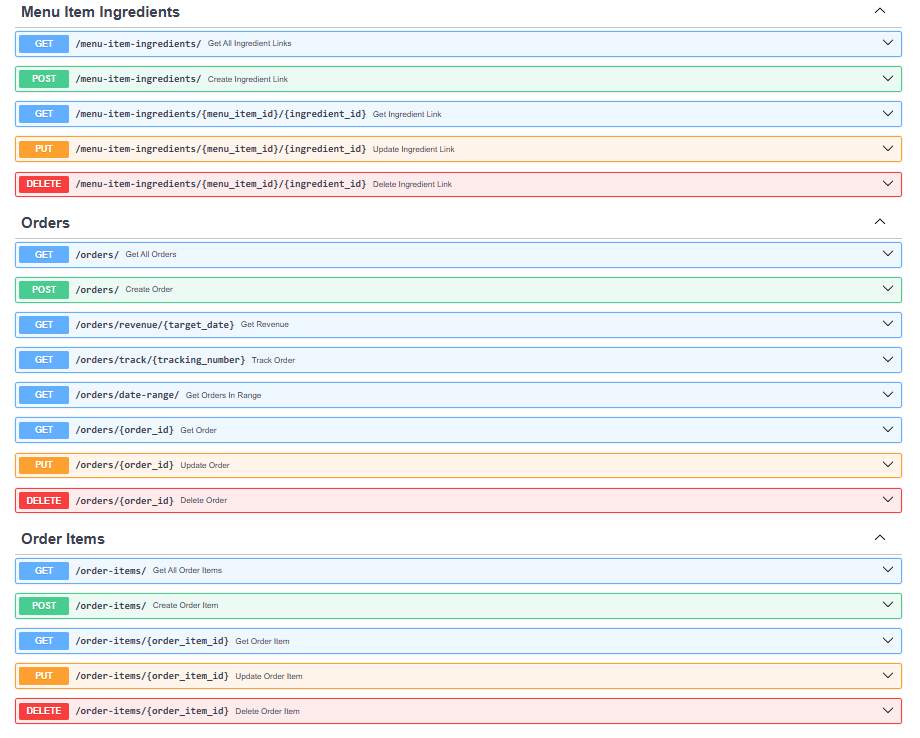 Menu Item Ingredients
GET /menu-item-ingredients/ Get All Ingredient Links
POST /menu-item-ingredients/ Create Ingredient Link
GET /menu-item-ingredients/{menu_item_id}/{ingredient_id} Get Ingredient Link
PUT /menu-item-ingredients/{menu_item_id}/{ingredient_id} Update Ingredient Link
DELETE /menu-item-ingredients/{menu_item_id}/{ingredient_id} Delete Ingredient Link
Orders
GET /orders/ Get All Orders
POST /orders/ Create Order
GET /orders/revenue/{target_date} Get Revenue
GET /orders/track/{tracking_number} Track Order
GET /orders/date-range/ Get Orders In Range
GET /orders/{order_id} Get Order
PUT /orders/{order_id} Update Order
DELETE /orders/{order_id} Delete Order
Order Items
GET /order-items/ Get All Order Items
POST /order-items/ Create Order Item
GET /order-items/{order_item_id} Get Order Item
PUT /order-items/{order_item_id} Update Order Item
DELETE /order-items/{order_item_id} Delete Order Item